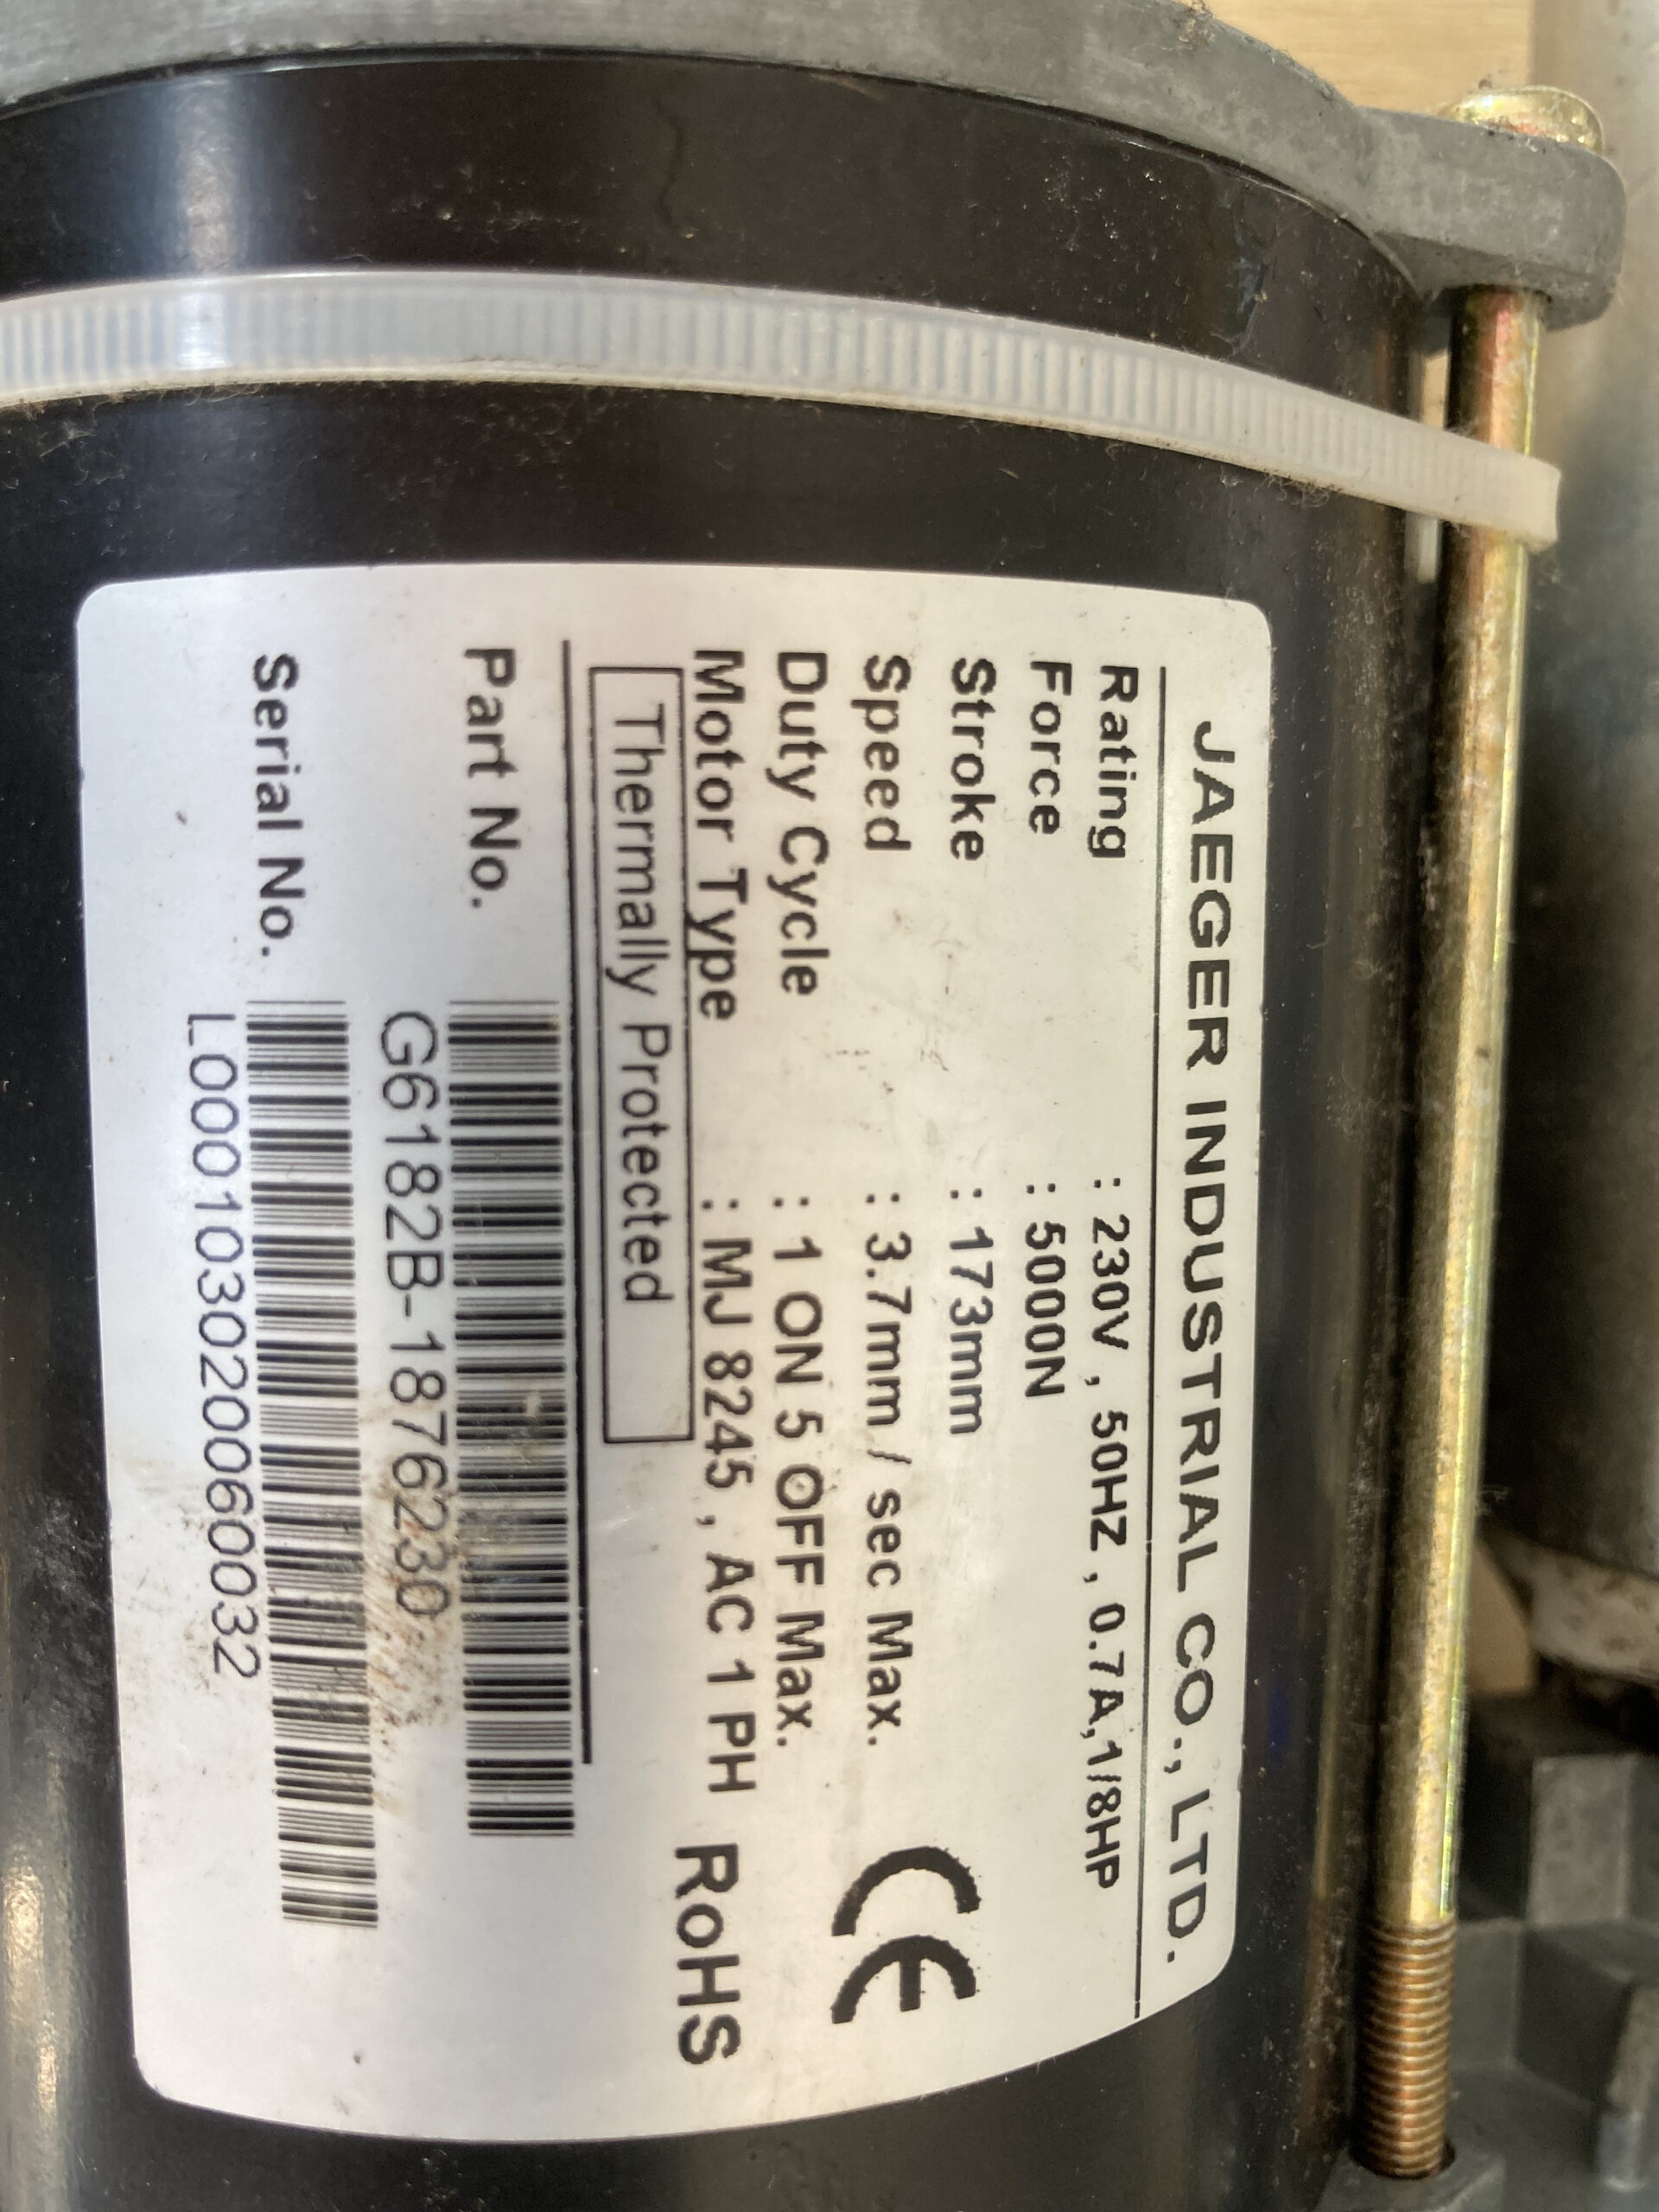 JAEGER INDUSTRIAL CO., LTD.
Rating : 230V , 50HZ , 0.7A,1/8HP
Force : 5000N
Stroke : 173mm
Speed : 3.7mm / sec Max.
Duty Cycle : 1 ON 5 OFF Max.
Motor Type : MJ 8245 , AC 1 PH
CE
RoHS
Thermally Protected
Part No.
G6182B-1876230
Serial No.
L000103020060032